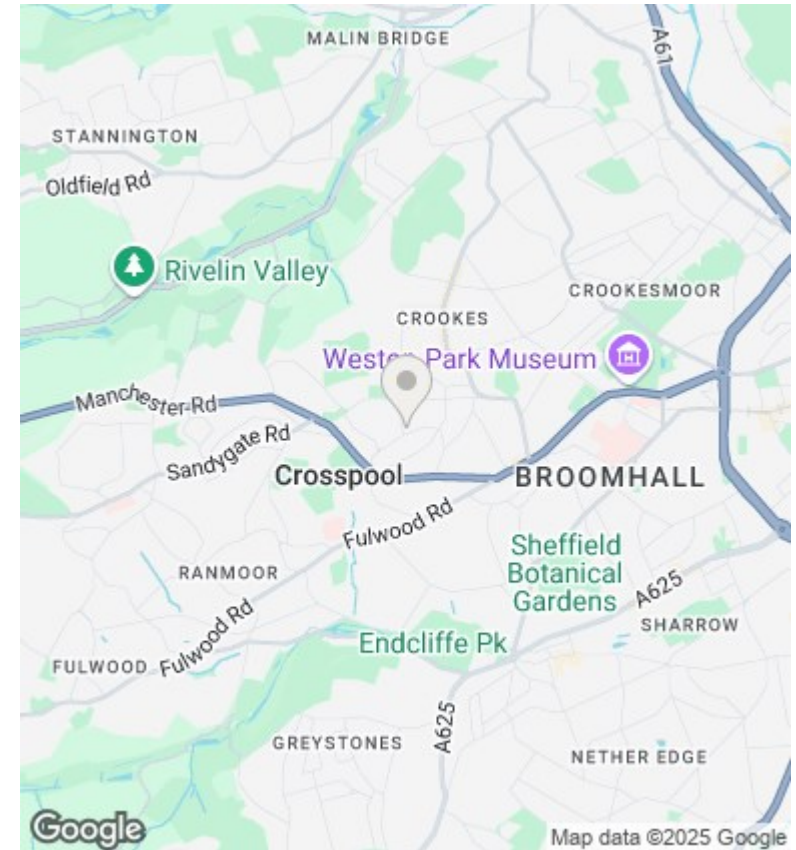 MALIN BRIDGE
A61
STANNINGTON
Oldfield Rd
Rivelin Valley
CROOKESMOOR
CROOKES
Park Museum
Manchester Rd
Sandygate Rd
Crosspool
BROOMHALL
Fulwood Rd
Sheffield
Botanical
Gardens
A625
RANMOOR
SHARROW
Endcliffe Pk
Fulwood Rd
FULWOOD
A625
GREYSTONES
NETHER EDGE
Google
Map data ©2025 Google